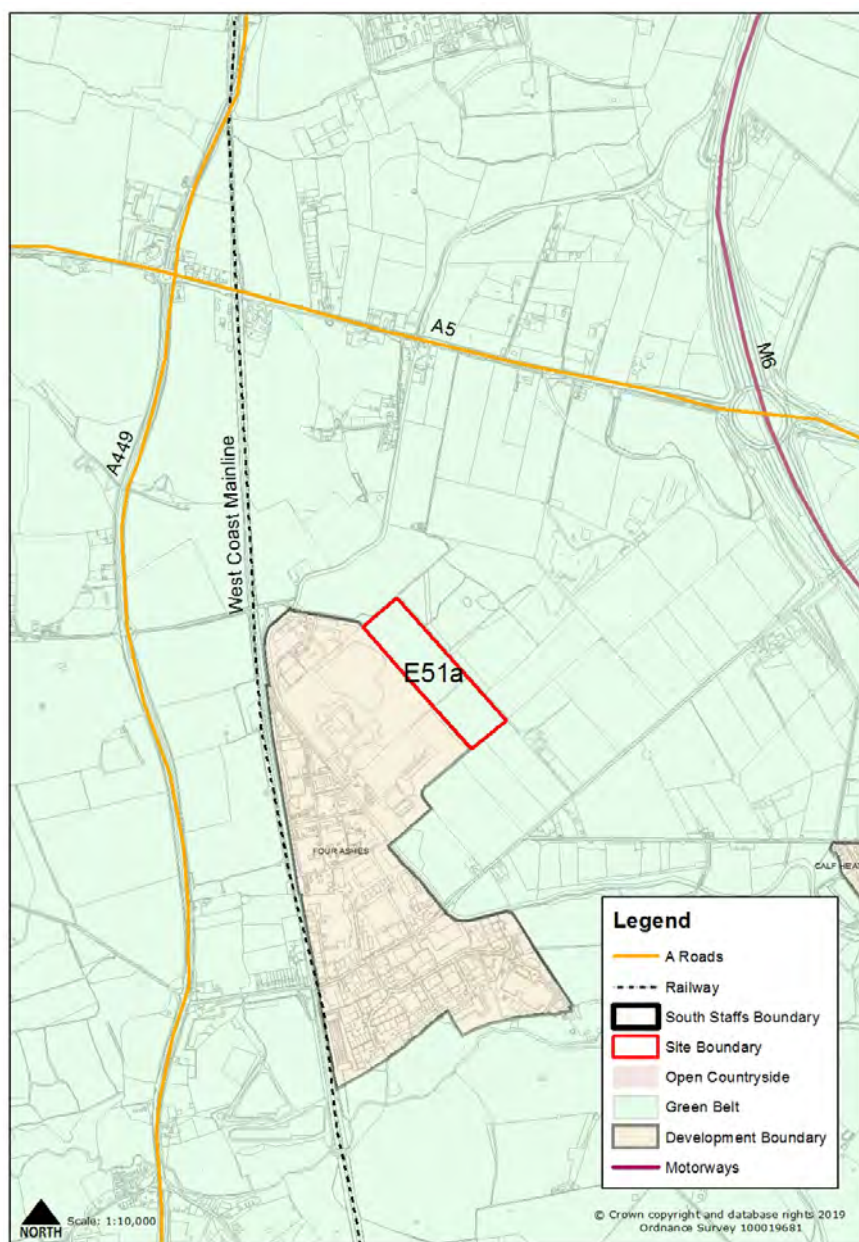 A5
M6
A449
West Coast Mainline
E51a
FOUR ASHES
CALF HEAT
Legend
A Roads
Railway
South Staffs Boundary
Site Boundary
Open Countryside
Green Belt
Development Boundary
Motorways
NORTH
Scale: 1:10,000
© Crown copyright and database rights 2019
Ordnance Survey 100019681